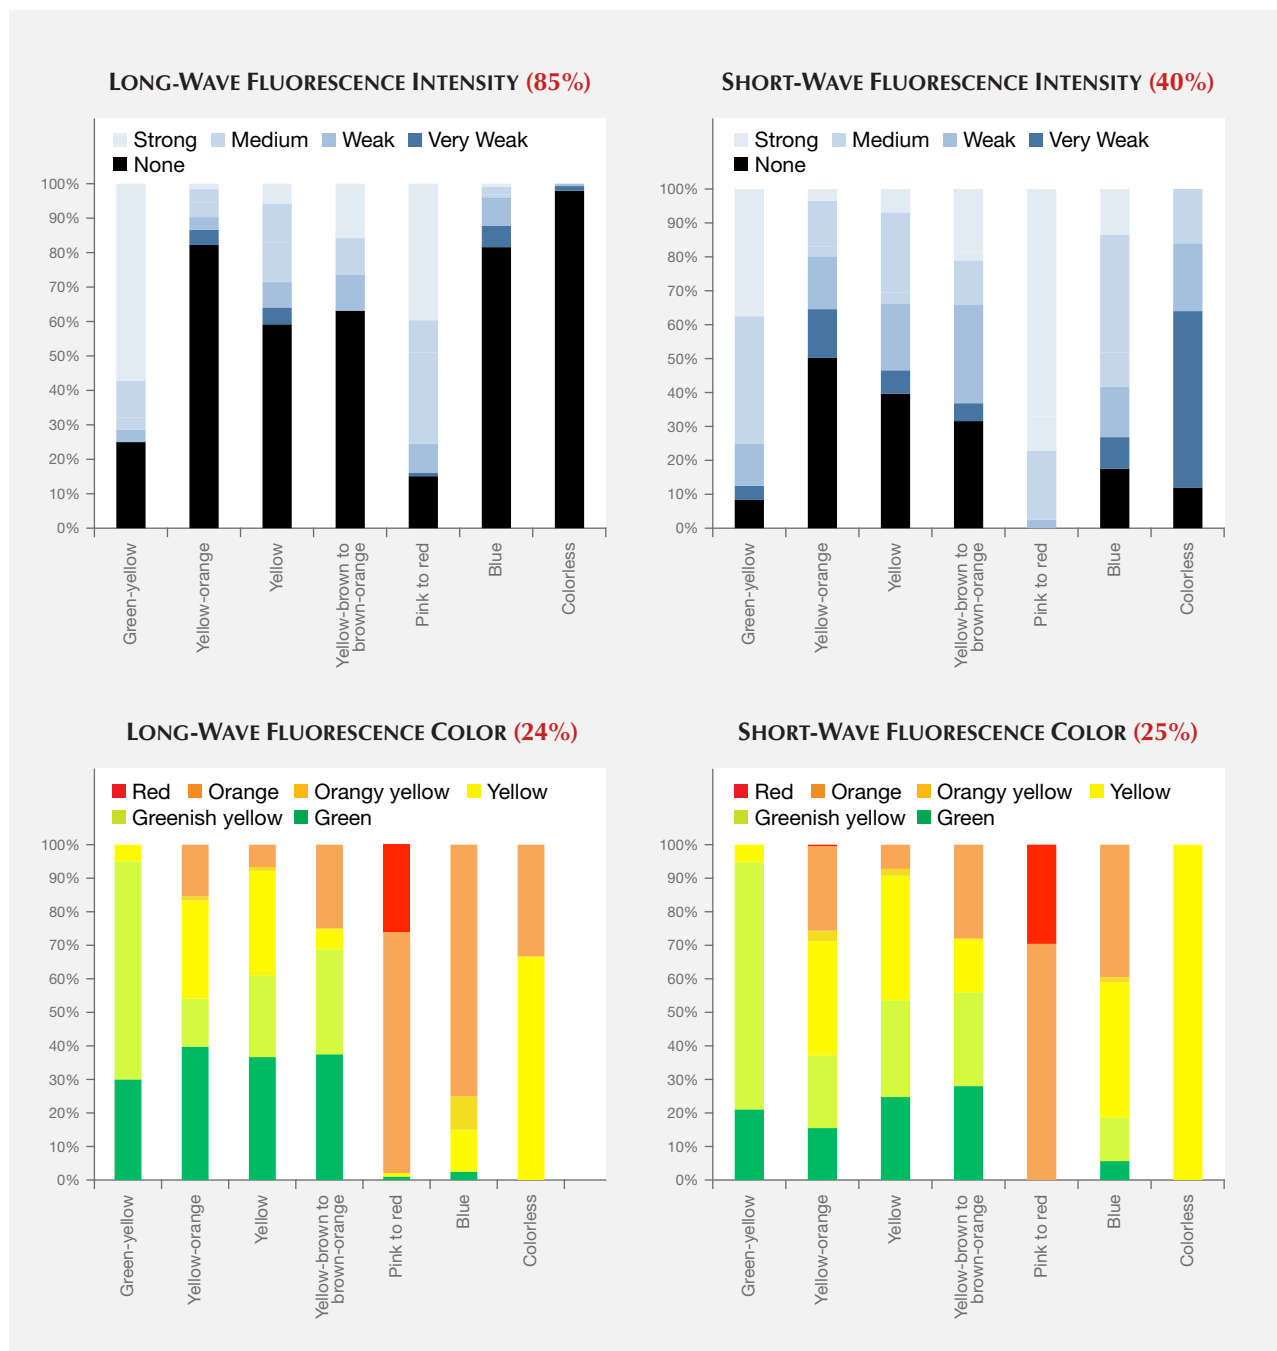 LONG-WAVE FLUORESCENCE INTENSITY (85%)
Strong Medium Weak Very Weak
None
100%
90%
80%
70%
60%
50%
40%
30%
20%
10%
0%
Green-yellow
Yellow-orange
Yellow
Yellow-brown to
brown-orange
Pink to red
Blue
Colorless
SHORT-WAVE FLUORESCENCE INTENSITY (40%)
Strong Medium Weak Very Weak
None
100%
90%
80%
70%
60%
50%
40%
30%
20%
10%
0%
Green-yellow
Yellow-orange
Yellow
Yellow-brown to
brown-orange
Pink to red
Blue
Colorless
LONG-WAVE FLUORESCENCE COLOR (24%)
Red Orange Orangy yellow Yellow
Greenish yellow Green
100%
90%
80%
70%
60%
50%
40%
30%
20%
10%
0%
Green-yellow
Yellow-orange
Yellow
Yellow-brown to
brown-orange
Pink to red
Blue
Colorless
SHORT-WAVE FLUORESCENCE COLOR (25%)
Red Orange Orangy yellow Yellow
Greenish yellow Green
100%
90%
80%
70%
60%
50%
40%
30%
20%
10%
0%
Green-yellow
Yellow-orange
Yellow
Yellow-brown to
brown-orange
Pink to red
Blue
Colorless